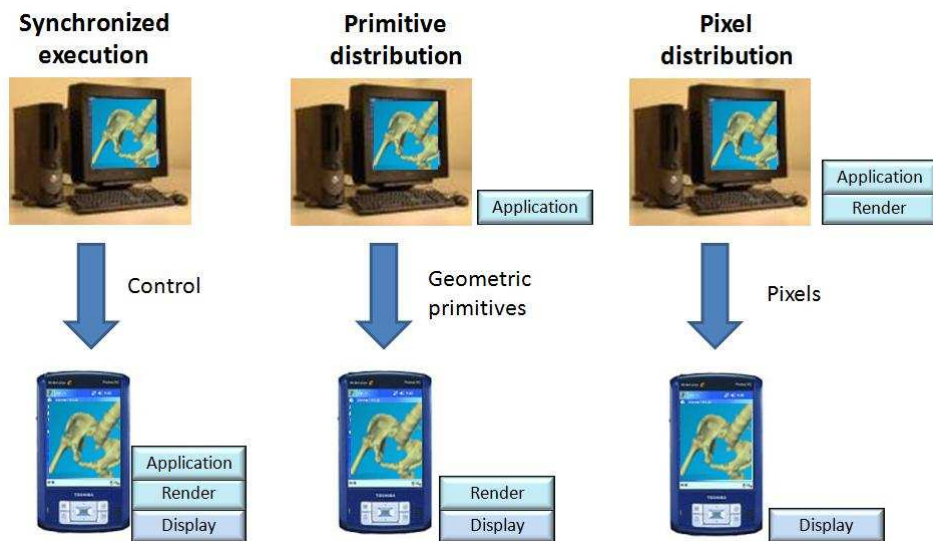 Synchronized
execution
Primitive
distribution
Pixel
distribution
Application
Application
Render
Control
Geometric
primitives
Pixels
Application
Render
Display
Render
Display
Display
TOSHIBA
TOSHIBA
TOSHIBA